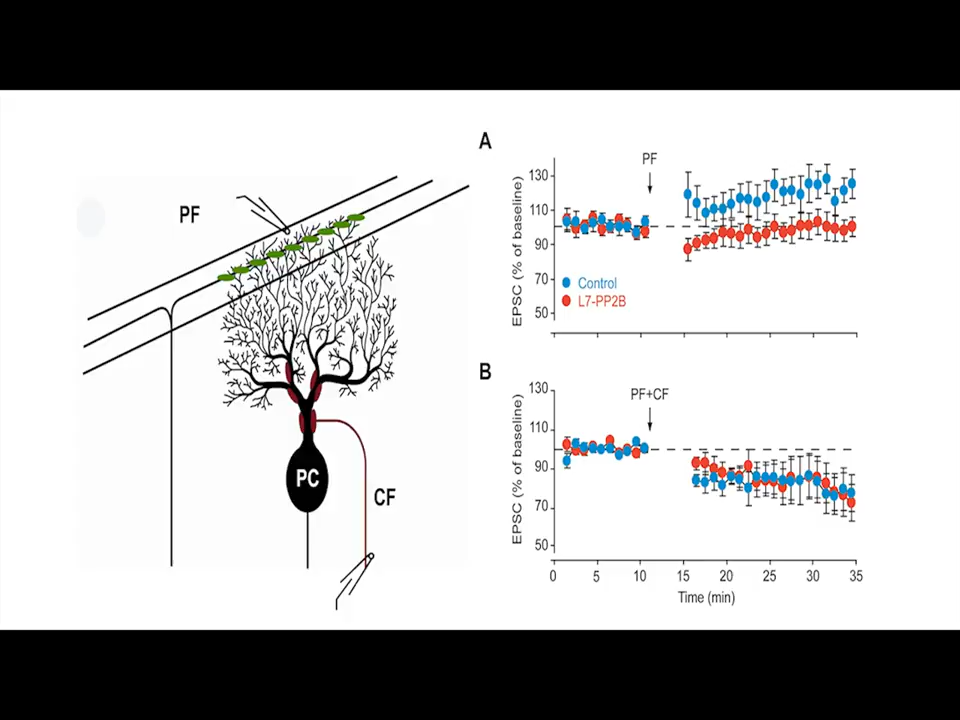 PF
PC
CF
A
PF
EPSC (% of baseline)
130
110
90
70
50
Control
L7-PP2B
B
PF+CF
EPSC (% of baseline)
130
110
90
70
50
0 5 10 15 20 25 30 35
Time (min)